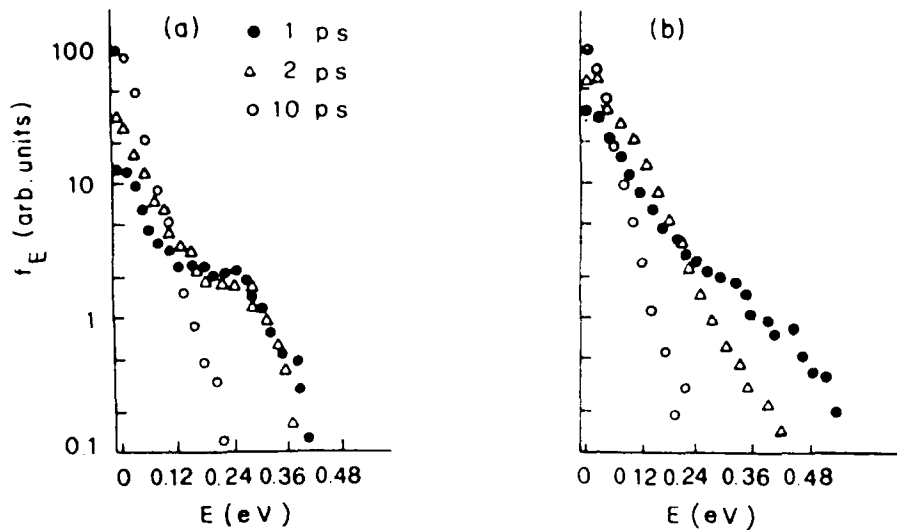 (a)
● 1 ps
△ 2 ps
○ 10 ps
(b)
100
10
1
0.1
f_E (arb. units)
0 0.12 0.24 0.36 0.48
E (eV)
0 0 12 0.24 0.36 0.48
E (eV)